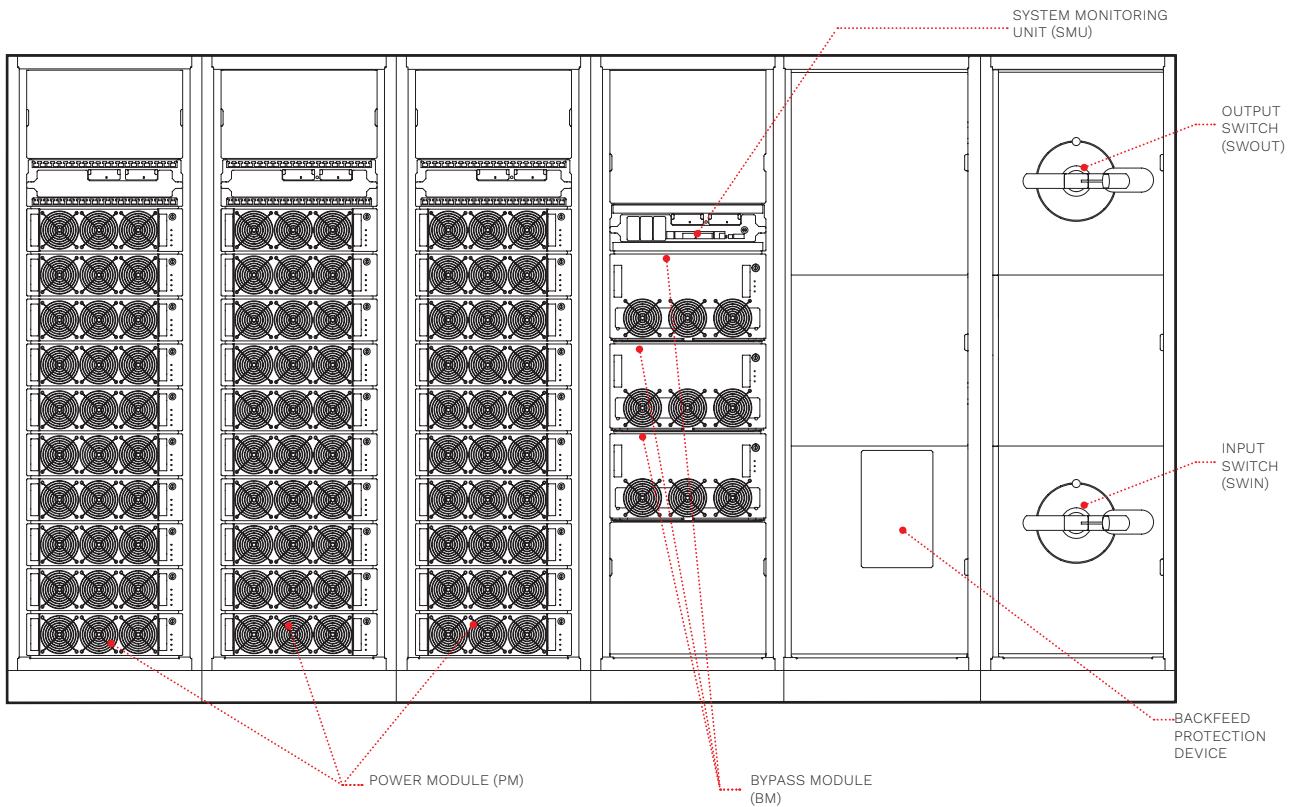 SYSTEM MONITORING
UNIT (SMU)
OUTPUT
SWITCH
(SWOUT)
INPUT
SWITCH
(SWIN)
BACKFEED
PROTECTION
DEVICE
POWER MODULE (PM)
BYPASS MODULE
(BM)